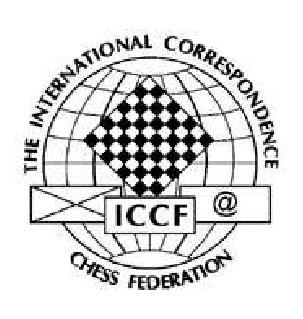 THE INTERNATIONAL CORRESPONDENCE
ICCF @
CHESS FEDERATION